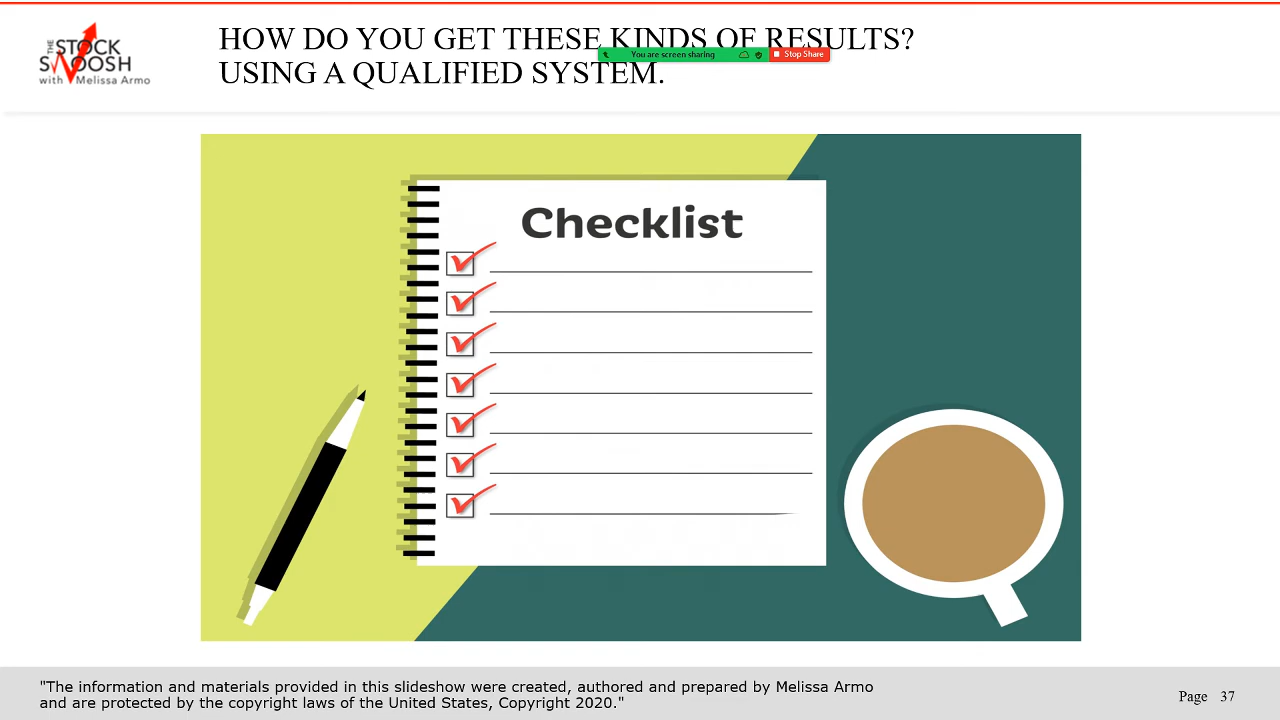 THE
STOCK
SWOOSH
with Melissa Armo
HOW DO YOU GET THESE KINDS OF RESULTS?
USING A QUALIFIED SYSTEM.
You are screen sharing
Stop Share
Checklist
"The information and materials provided in this slideshow were created, authored and prepared by Melissa Armo
and are protected by the copyright laws of the United States, Copyright 2020."
Page 37